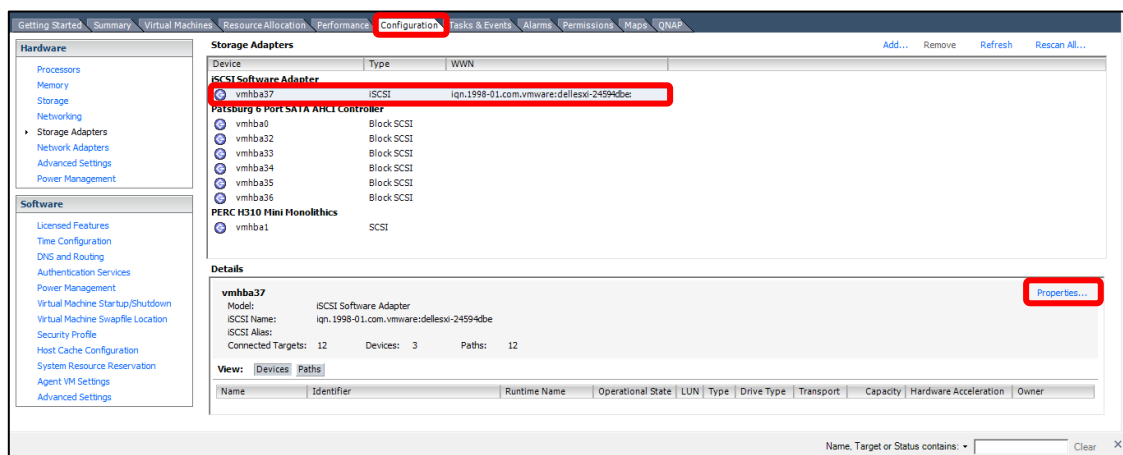 Getting Started Summary Virtual Machines Resource Allocation Performance Configuration Tasks & Events Alarms Permissions Maps QNAP
Hardware
Processors
Memory
Storage
Networking
Storage Adapters
Network Adapters
Advanced Settings
Power Management
Software
Licensed Features
Time Configuration
DNS and Routing
Authentication Services
Power Management
Virtual Machine Startup/Shutdown
Virtual Machine Swapfile Location
Security Profile
Host Cache Configuration
System Resource Reservation
Agent VM Settings
Advanced Settings
Storage Adapters Add... Remove Refresh Rescan All...
Device Type WWN
iSCSI Software Adapter
vmhba37 iSCSI iqn.1998-01.com.vmware:dellesxi-24594dbe:
Patsburg 6 Port SATA AHCI Controller
vmhba0 Block SCSI
vmhba32 Block SCSI
vmhba33 Block SCSI
vmhba34 Block SCSI
vmhba35 Block SCSI
vmhba36 Block SCSI
PERC H310 Mini Monolithics
vmhba1 SCSI
Details
vmhba37 Properties...
Model: iSCSI Software Adapter
iSCSI Name: iqn.1998-01.com.vmware:dellesxi-24594dbe
iSCSI Alias:
Connected Targets: 12 Devices: 3 Paths: 12
View: Devices Paths
Name Identifier Runtime Name Operational State LUN Type Drive Type Transport Capacity Hardware Acceleration Owner
Name, Target or Status contains: Clear